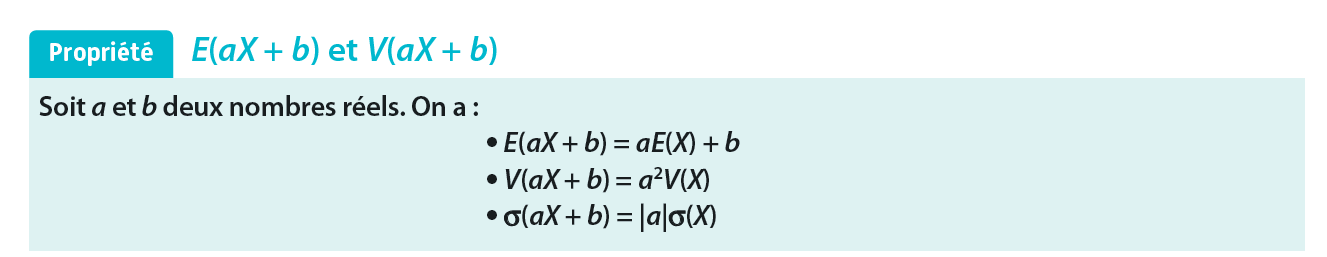 Propriété E(aX + b) et V(aX + b)
Soit a et b deux nombres réels. On a :
• E(aX + b) = aE(X) + b
• V(aX + b) = a²V(X)
• σ(aX + b) = |a|σ(X)